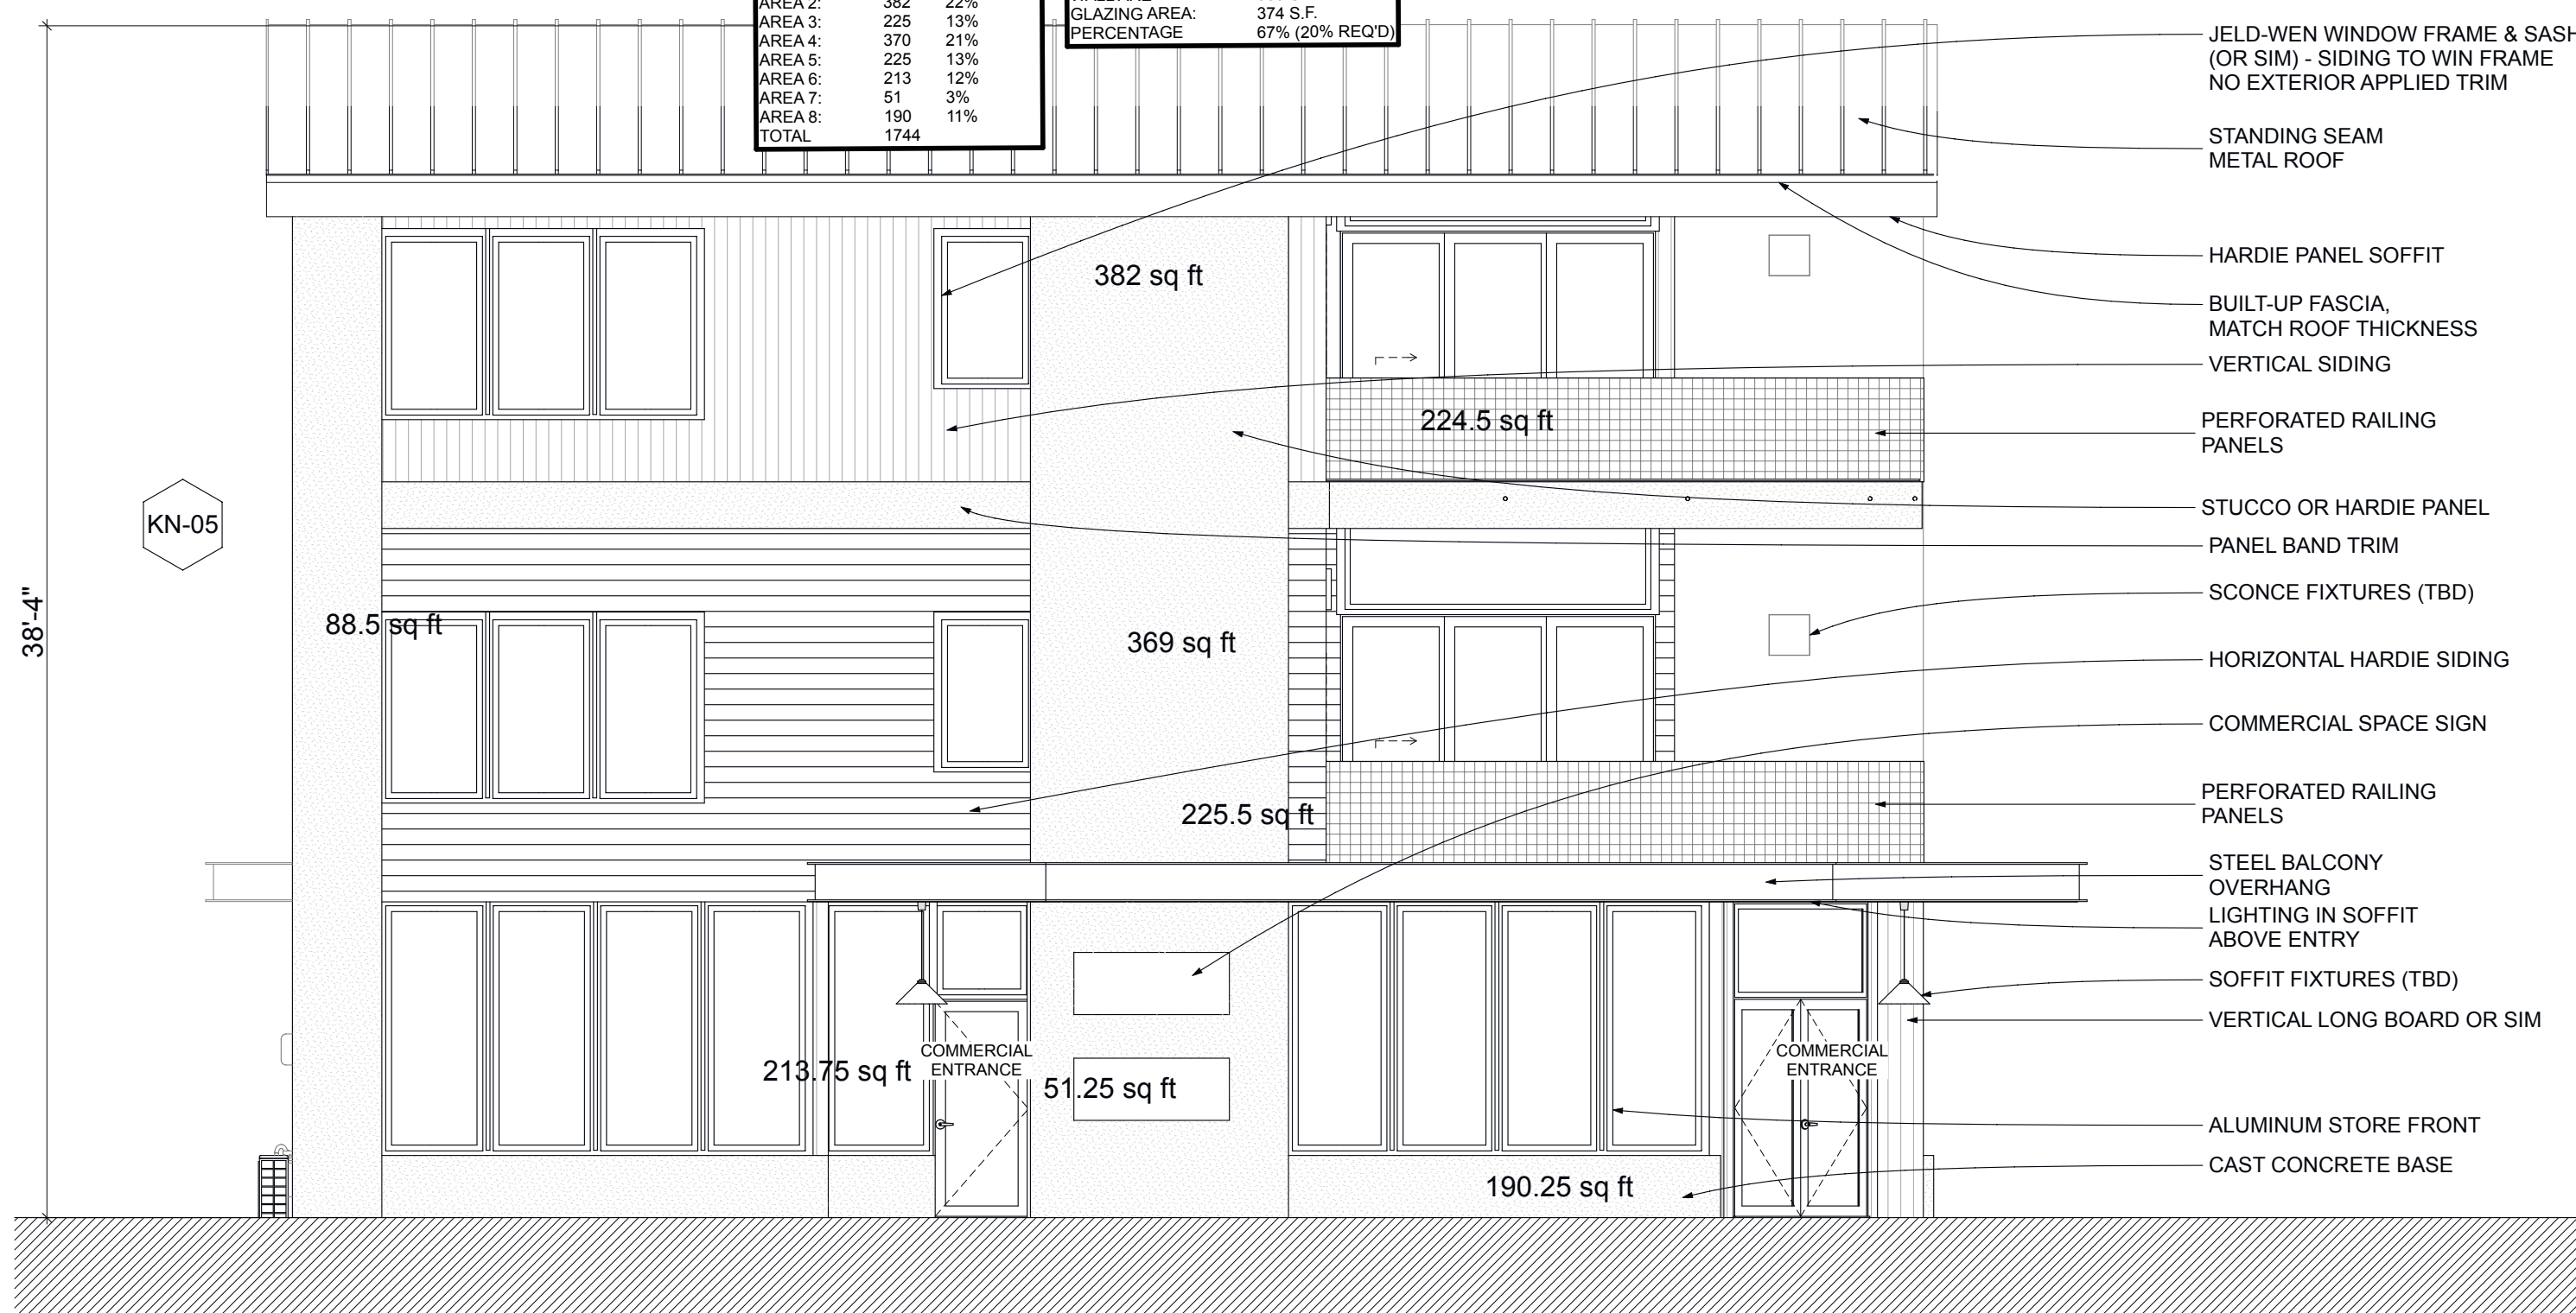 AREA 2: 382 22%
AREA 3: 225 13%
AREA 4: 370 21%
AREA 5: 225 13%
AREA 6: 213 12%
AREA 7: 51 3%
AREA 8: 190 11%
TOTAL 1744
GLAZING AREA: 374 S.F.
PERCENTAGE 67% (20% REQ'D)
JELD-WEN WINDOW FRAME & SASH
(OR SIM) - SIDING TO WIN FRAME
NO EXTERIOR APPLIED TRIM
STANDING SEAM
METAL ROOF
HARDIE PANEL SOFFIT
BUILT-UP FASCIA,
MATCH ROOF THICKNESS
VERTICAL SIDING
PERFORATED RAILING
PANELS
STUCCO OR HARDIE PANEL
PANEL BAND TRIM
SCONCE FIXTURES (TBD)
HORIZONTAL HARDIE SIDING
COMMERCIAL SPACE SIGN
PERFORATED RAILING
PANELS
STEEL BALCONY
OVERHANG
LIGHTING IN SOFFIT
ABOVE ENTRY
SOFFIT FIXTURES (TBD)
VERTICAL LONG BOARD OR SIM
ALUMINUM STORE FRONT
CAST CONCRETE BASE
38'-4"
KN-05
382 sq ft
224.5 sq ft
88.5 sq ft
369 sq ft
225.5 sq ft
213.75 sq ft
COMMERCIAL
ENTRANCE
51.25 sq ft
COMMERCIAL
ENTRANCE
190.25 sq ft